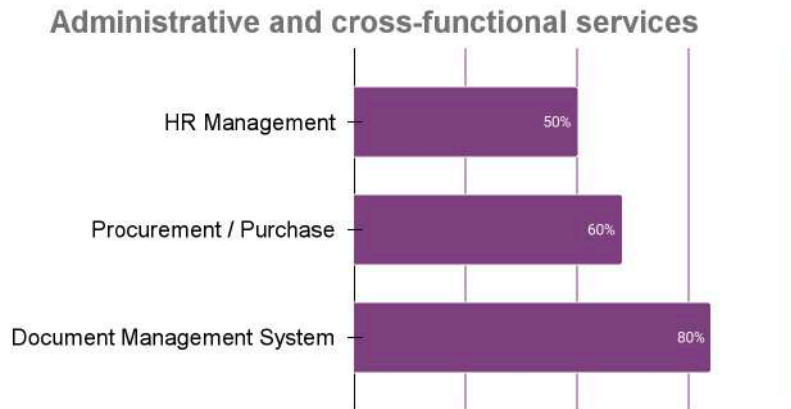 Administrative and cross-functional services
HR Management
50%
Procurement / Purchase
60%
Document Management System
80%